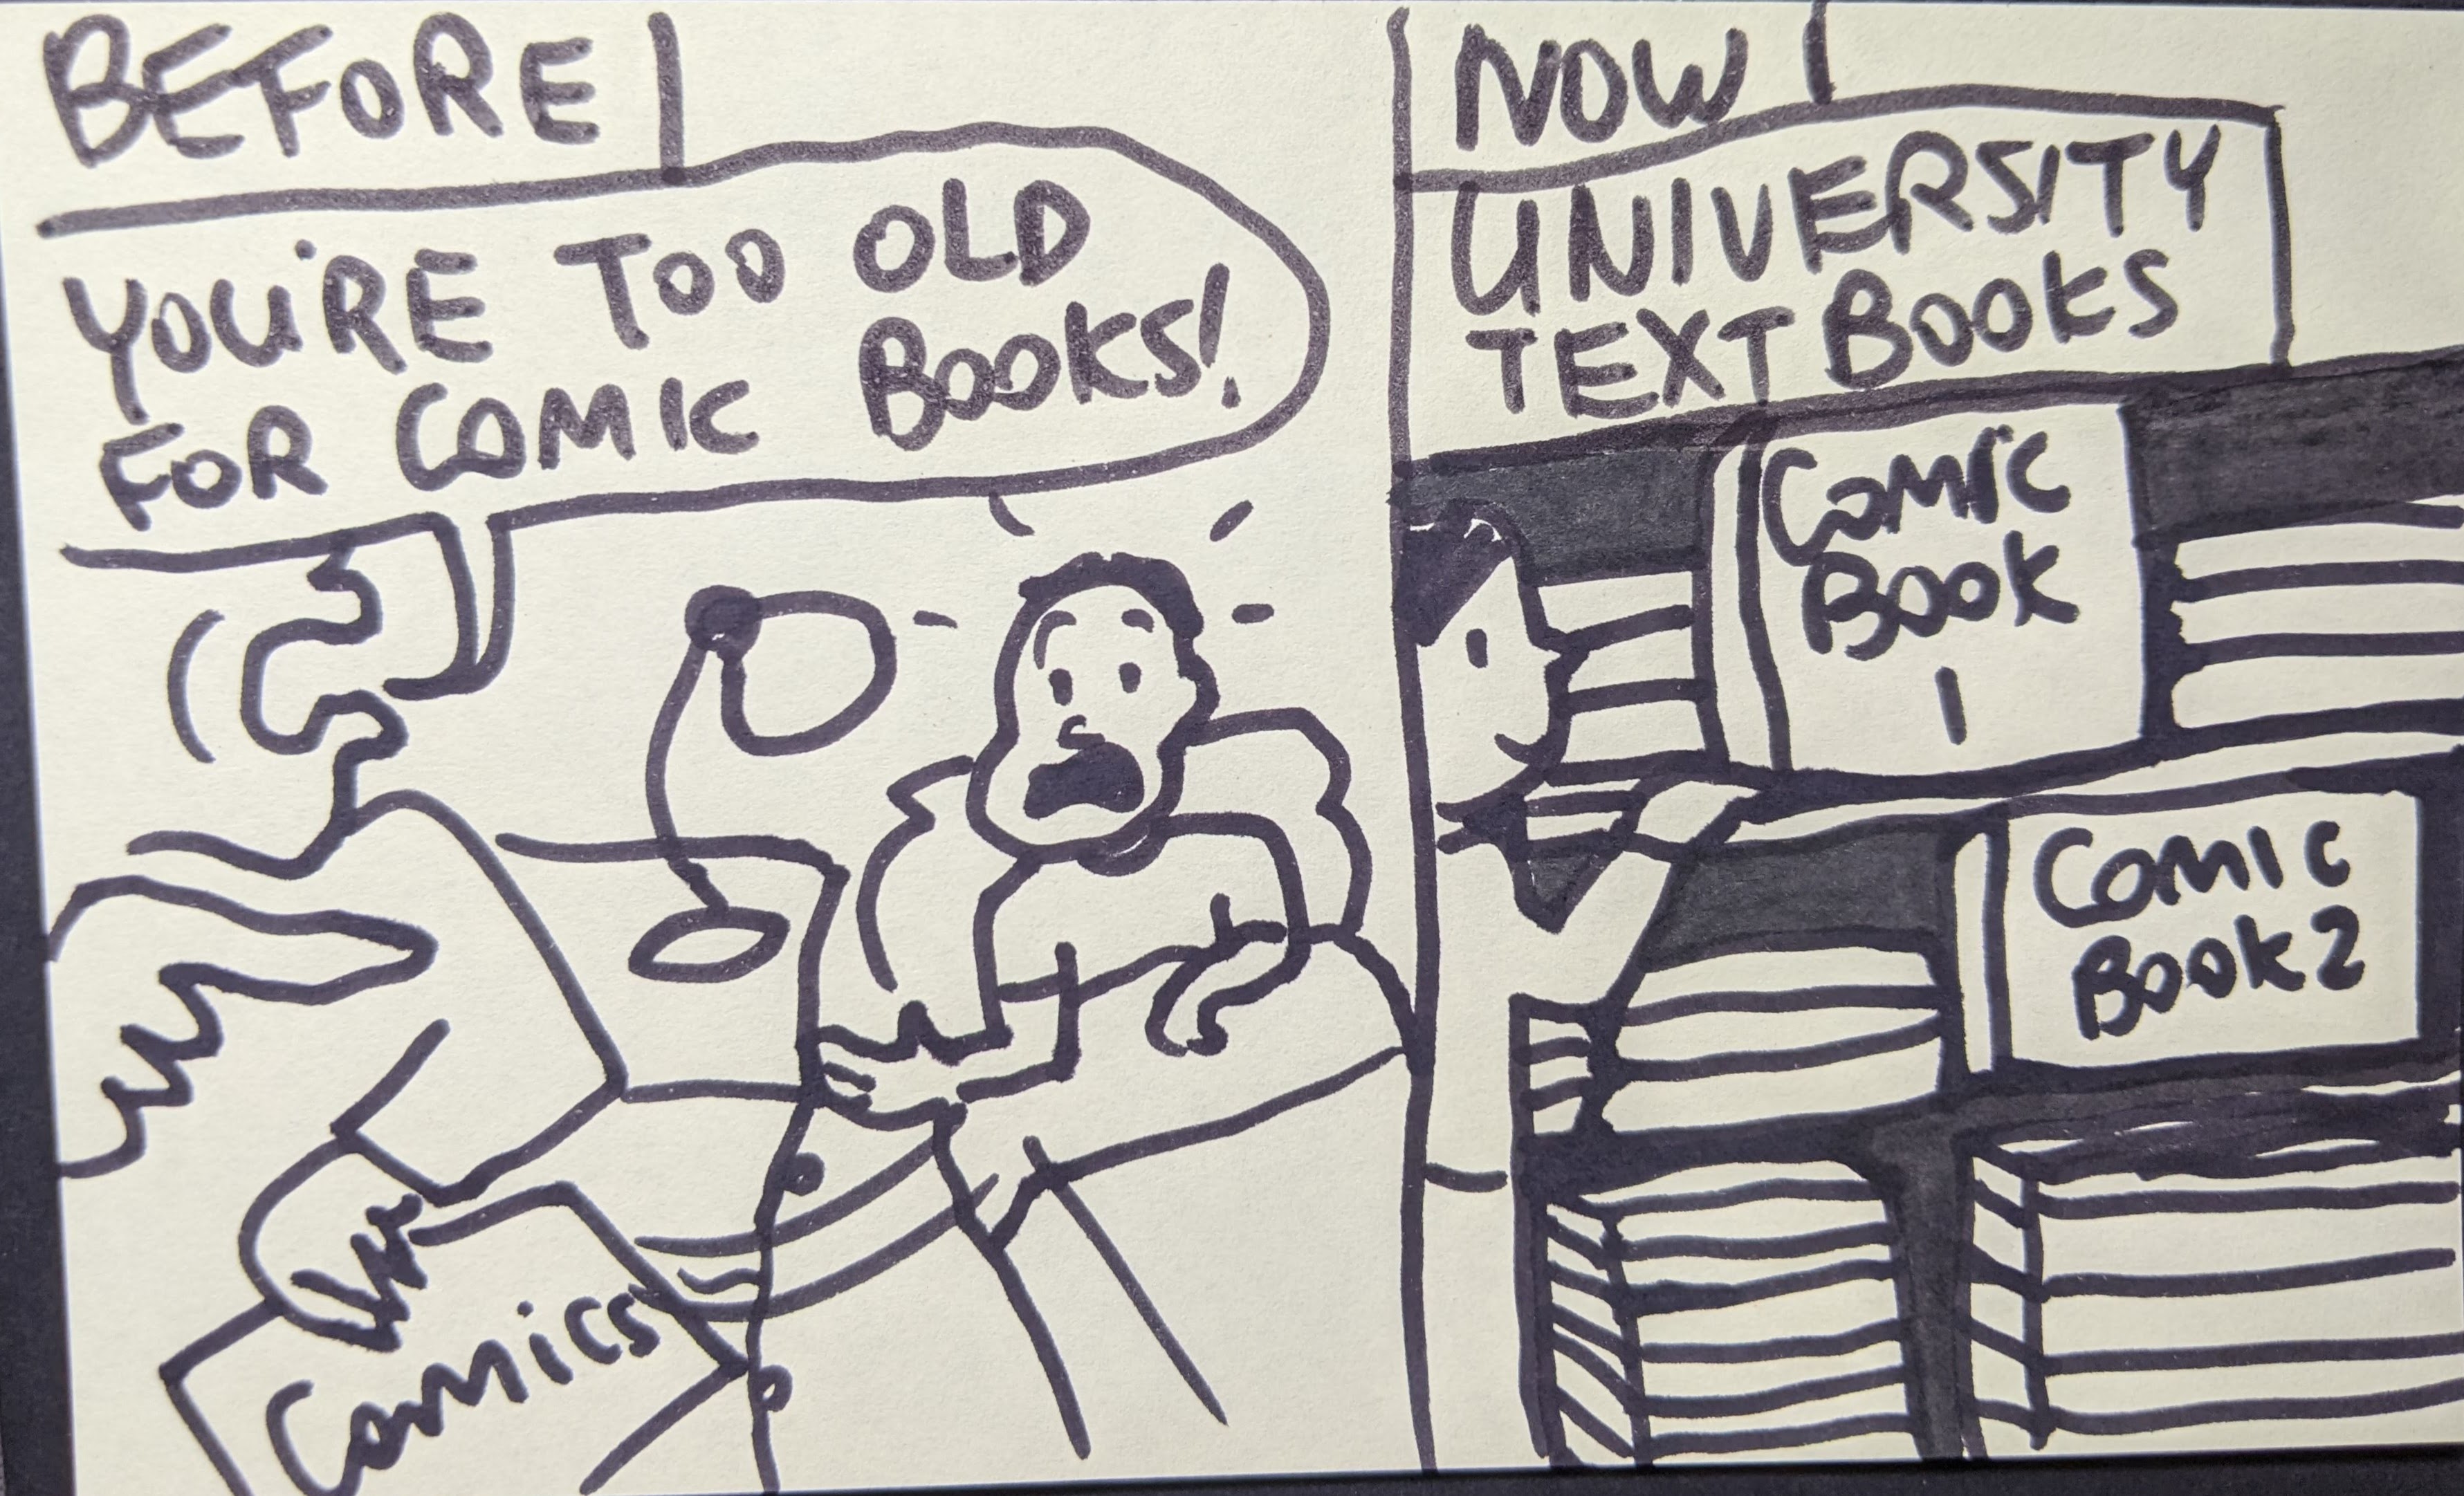 BEFORE
YOU'RE TOO OLD
FOR COMIC BOOKS!
COMICS
NOW
UNIVERSITY
TEXT BOOKS
COMIC
BOOK
1
COMIC
BOOK 2